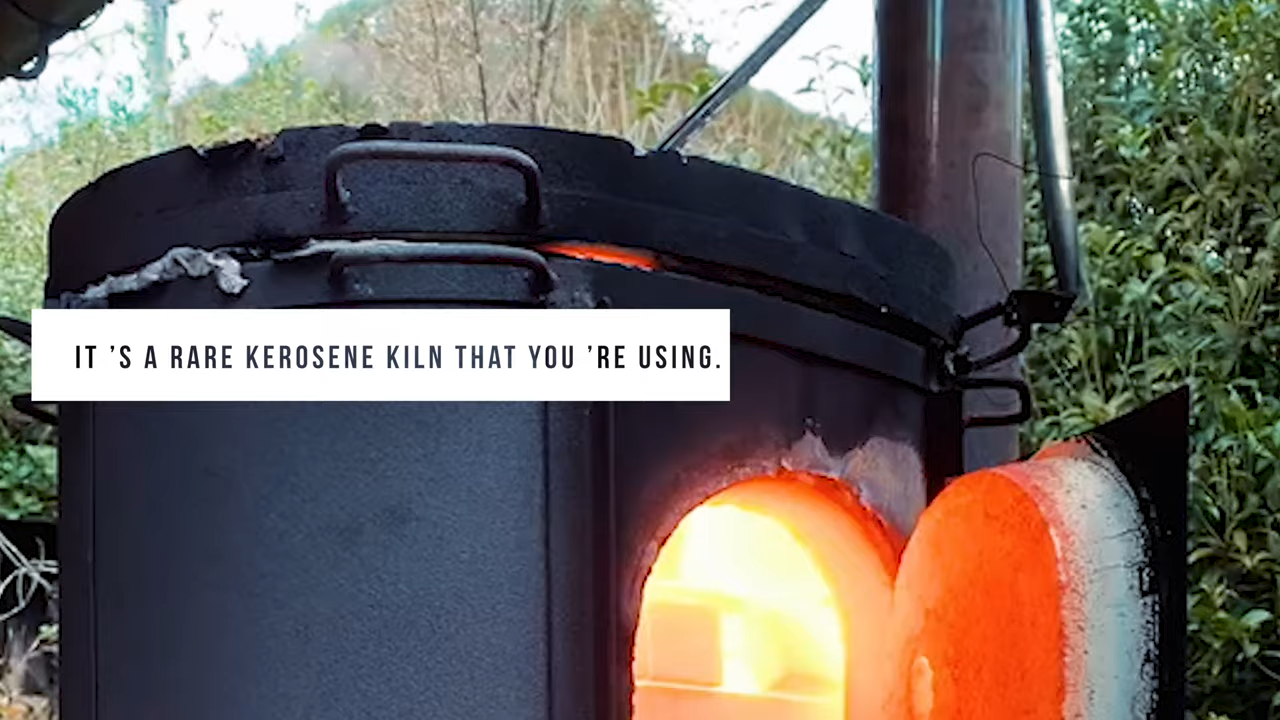 IT ’S A RARE KEROSENE KILN THAT YOU ’RE USING.